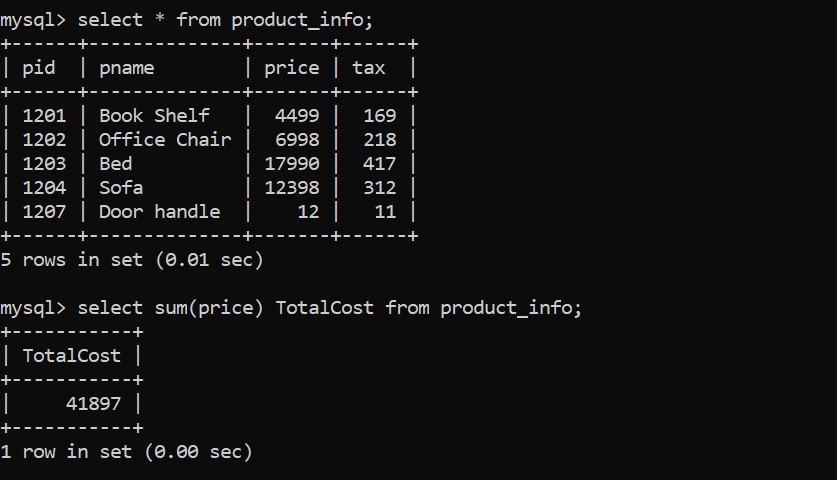 mysql> select * from product_info;
+------+--------------+-------+------+
| pid  | pname        | price | tax  |
+------+--------------+-------+------+
| 1201 | Book Shelf   |  4499 |  169 |
| 1202 | Office Chair |  6998 |  218 |
| 1203 | Bed          | 17990 |  417 |
| 1204 | Sofa         | 12398 |  312 |
| 1207 | Door handle  |    12 |   11 |
+------+--------------+-------+------+
5 rows in set (0.01 sec)

mysql> select sum(price) TotalCost from product_info;
+-----------+
| TotalCost |
+-----------+
|     41897 |
+-----------+
1 row in set (0.00 sec)